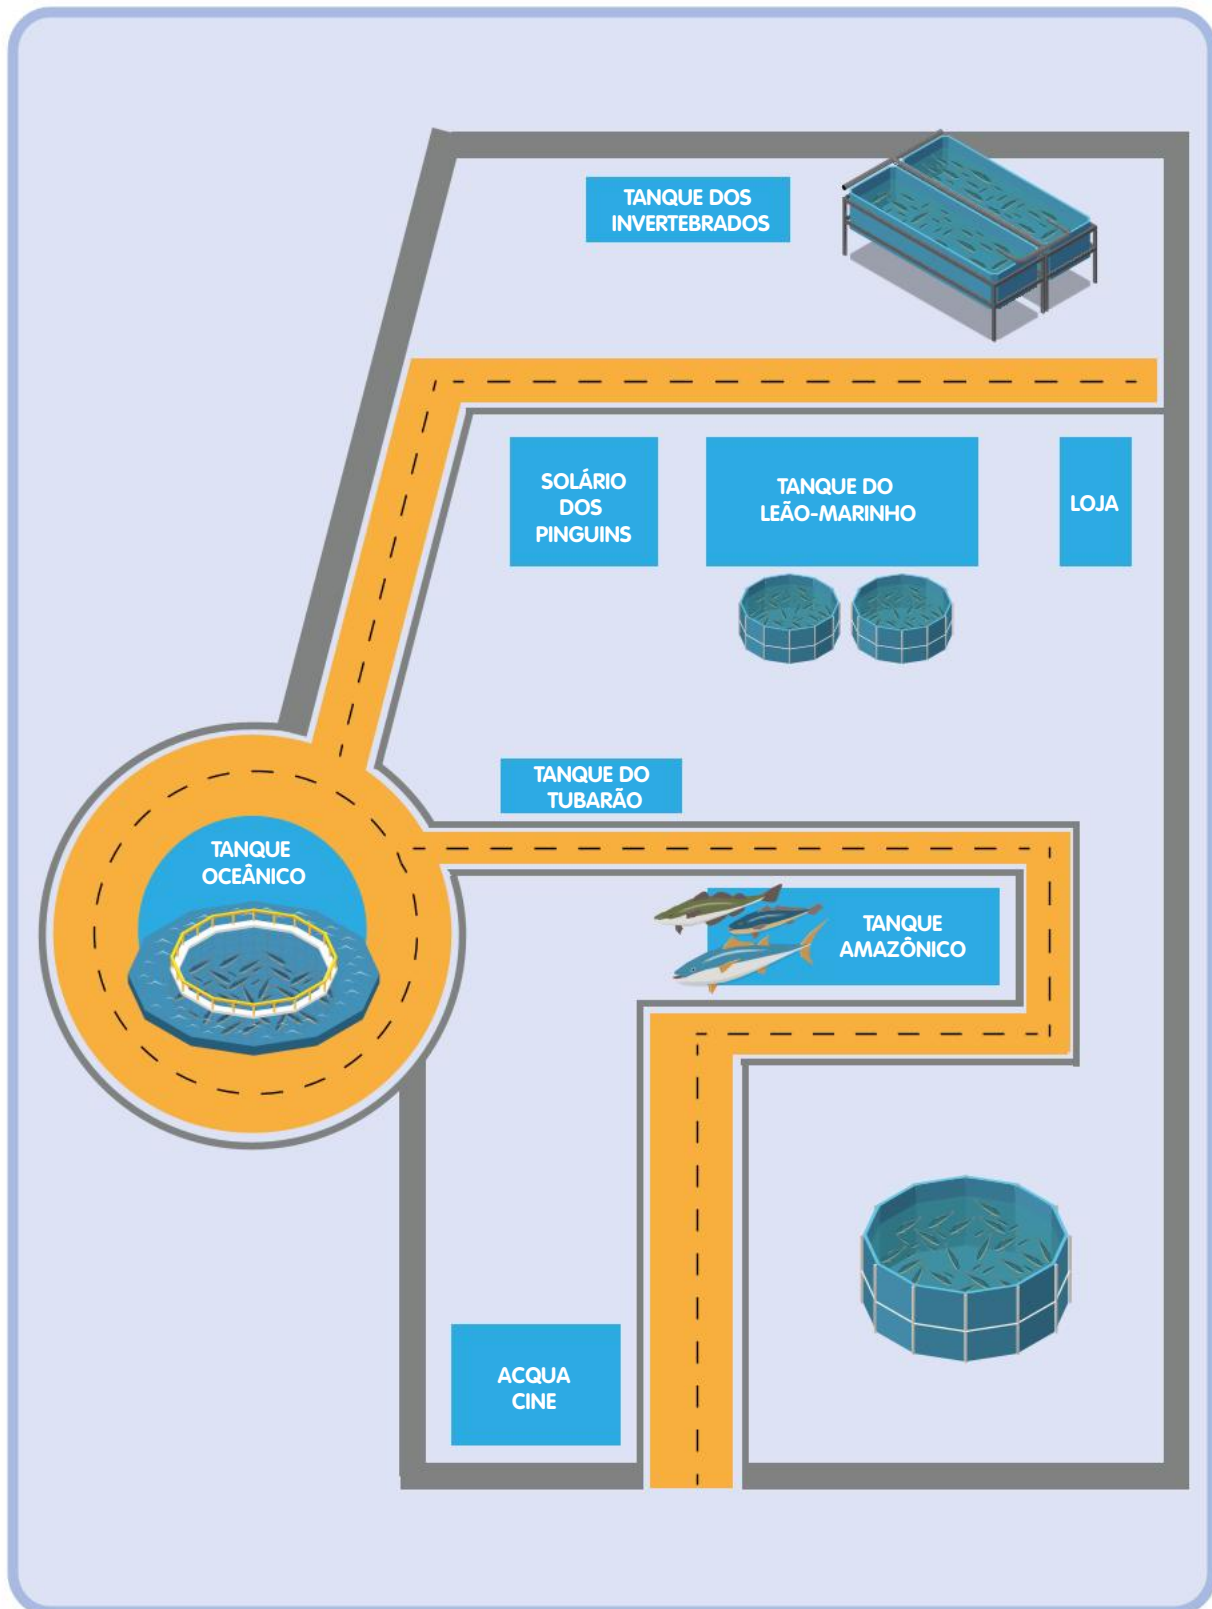 TANQUE DOS
INVERTEBRADOS
SOLÁRIO
DOS
PINGUINS
TANQUE DO
LEÃO-MARINHO
LOJA
TANQUE DO
TUBARÃO
TANQUE
OCEÂNICO
TANQUE
AMAZÔNICO
ACQUA
CINE